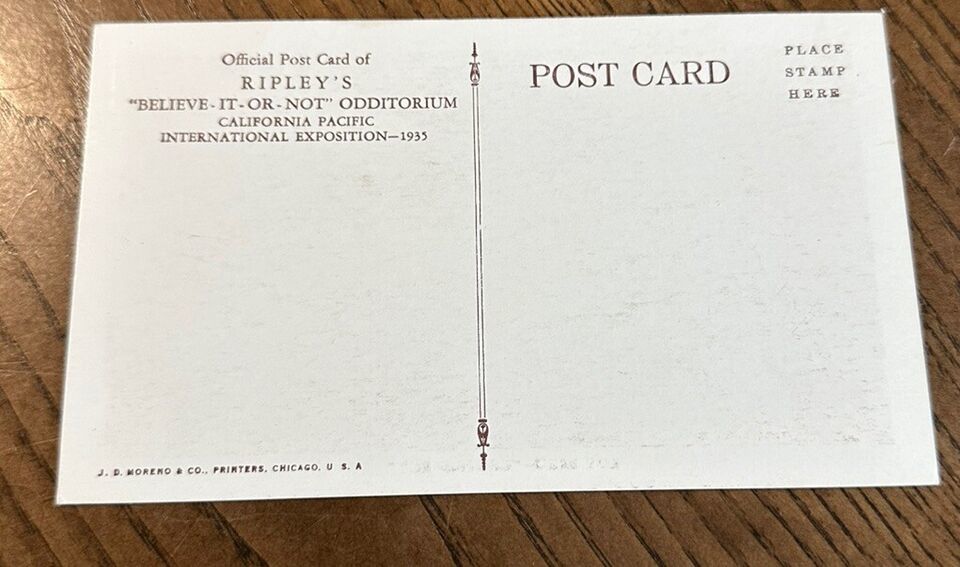 Official Post Card of
RIPLEY'S
"BELIEVE-IT-OR-NOT" ODDITORIUM
CALIFORNIA PACIFIC
INTERNATIONAL EXPOSITION—1935
POST CARD
PLACE
STAMP
HERE
J. D. MORENO & CO., PRINTERS, CHICAGO, U S A